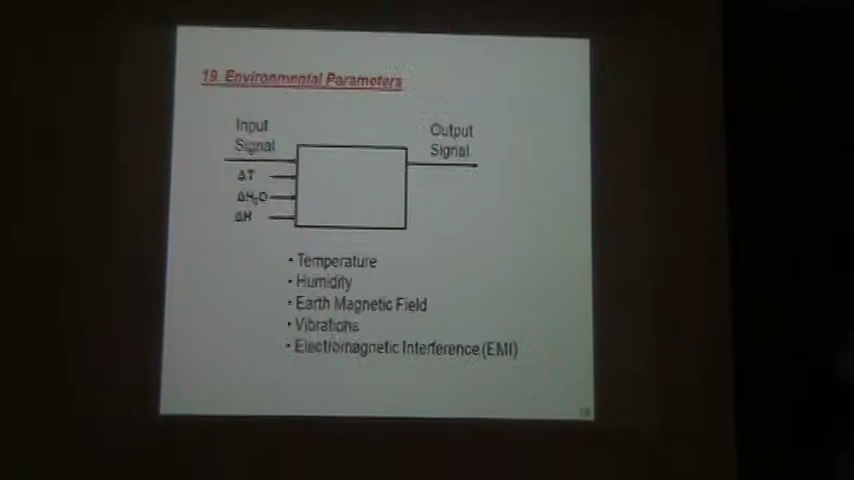 19. Environmental Parameters
Input
Signal
Output
Signal
ΔT
ΔH₂O
ΔH
• Temperature
• Humidity
• Earth Magnetic Field
• Vibrations
• Electromagnetic Interference (EMI)
19